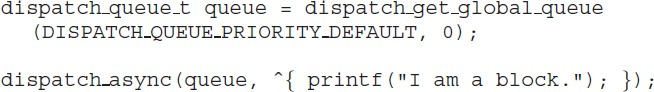 dispatch_queue_t queue = dispatch_get_global_queue
(DISPATCH_QUEUE_PRIORITY_DEFAULT, 0);
dispatch_async(queue, ^{ printf("I am a block."); });